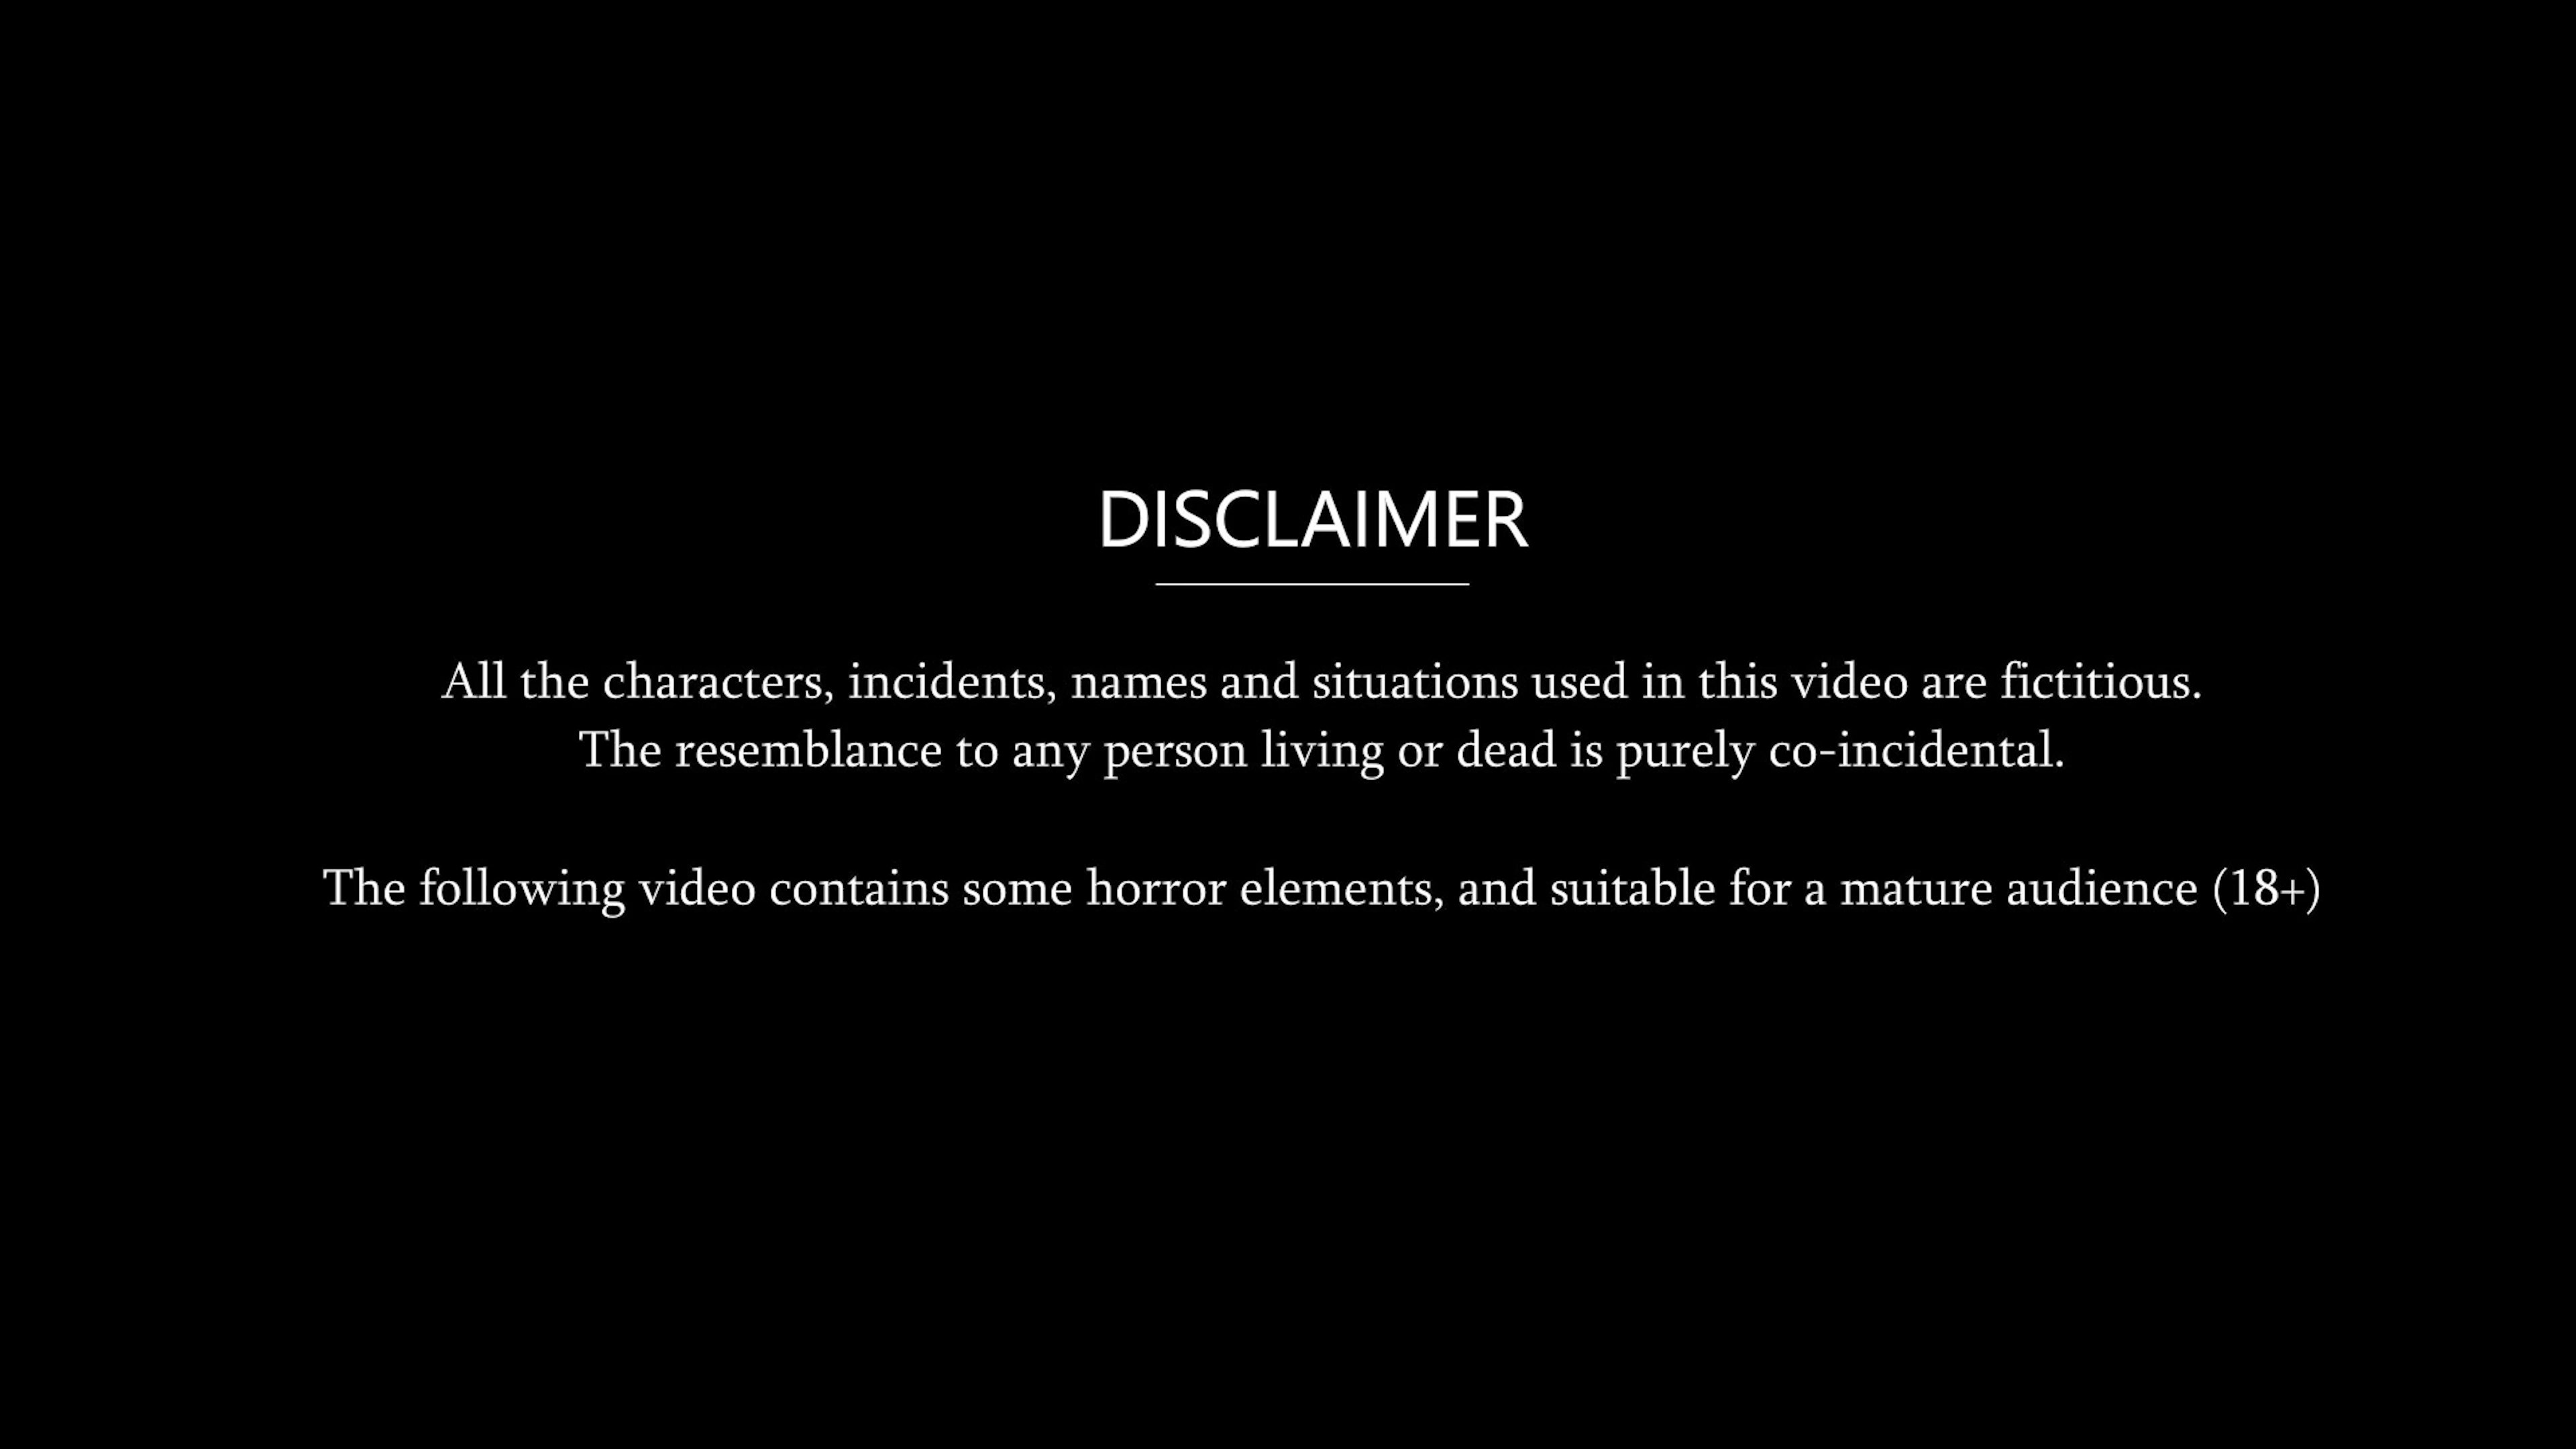 DISCLAIMER
All the characters, incidents, names and situations used in this video are fictitious.
The resemblance to any person living or dead is purely co-incidental.
The following video contains some horror elements, and suitable for a mature audience (18+)